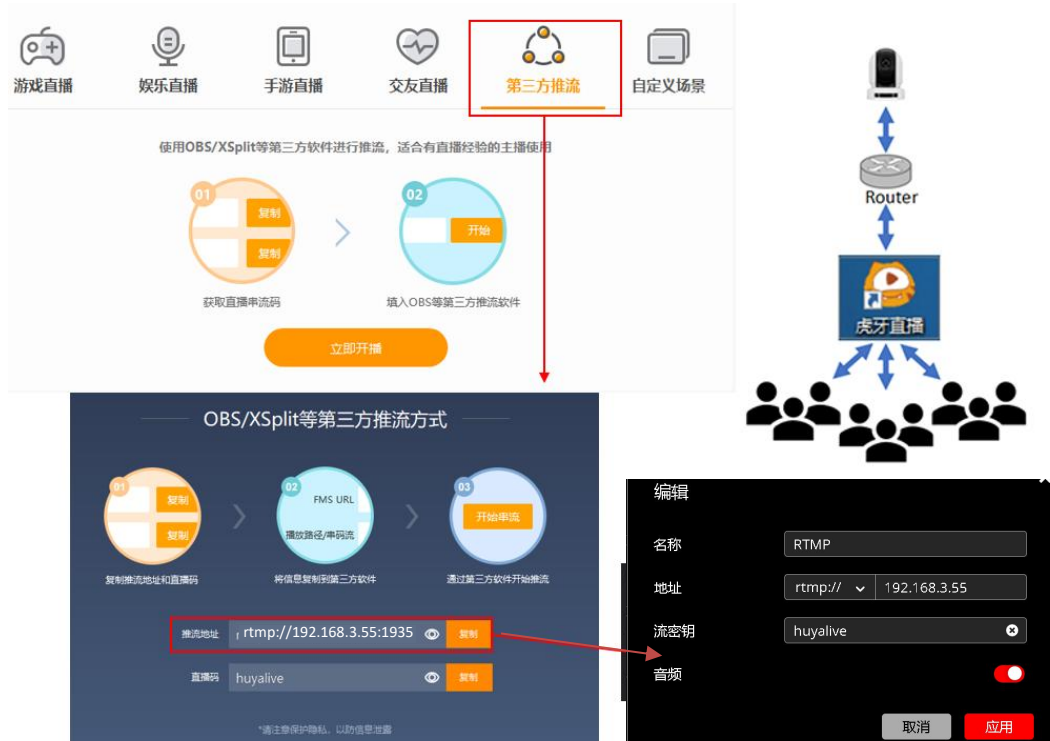 游戏直播
娱乐直播
手游直播
交友直播
第三方推流
自定义场景
使用OBS/XSplit等第三方软件进行推流，适合有直播经验的主播使用
01
复制
复制
02
开始
获取直播串流码
填入OBS等第三方推流软件
立即开播
Router
虎牙直播
OBS/XSplit等第三方推流方式
01
复制
复制
02
FMS URL
播放路径/串码流
03
开始串流
复制推流地址和直播码
将信息复制到第三方软件
通过第三方软件开始推流
推流地址 rtmp://192.168.3.55:1935 复制
直播码 huyalive 复制
*请注意保护隐私，以防信息泄露
编辑
名称 RTMP
地址 rtmp:// 192.168.3.55
流密钥 huyalive
音频
取消 应用